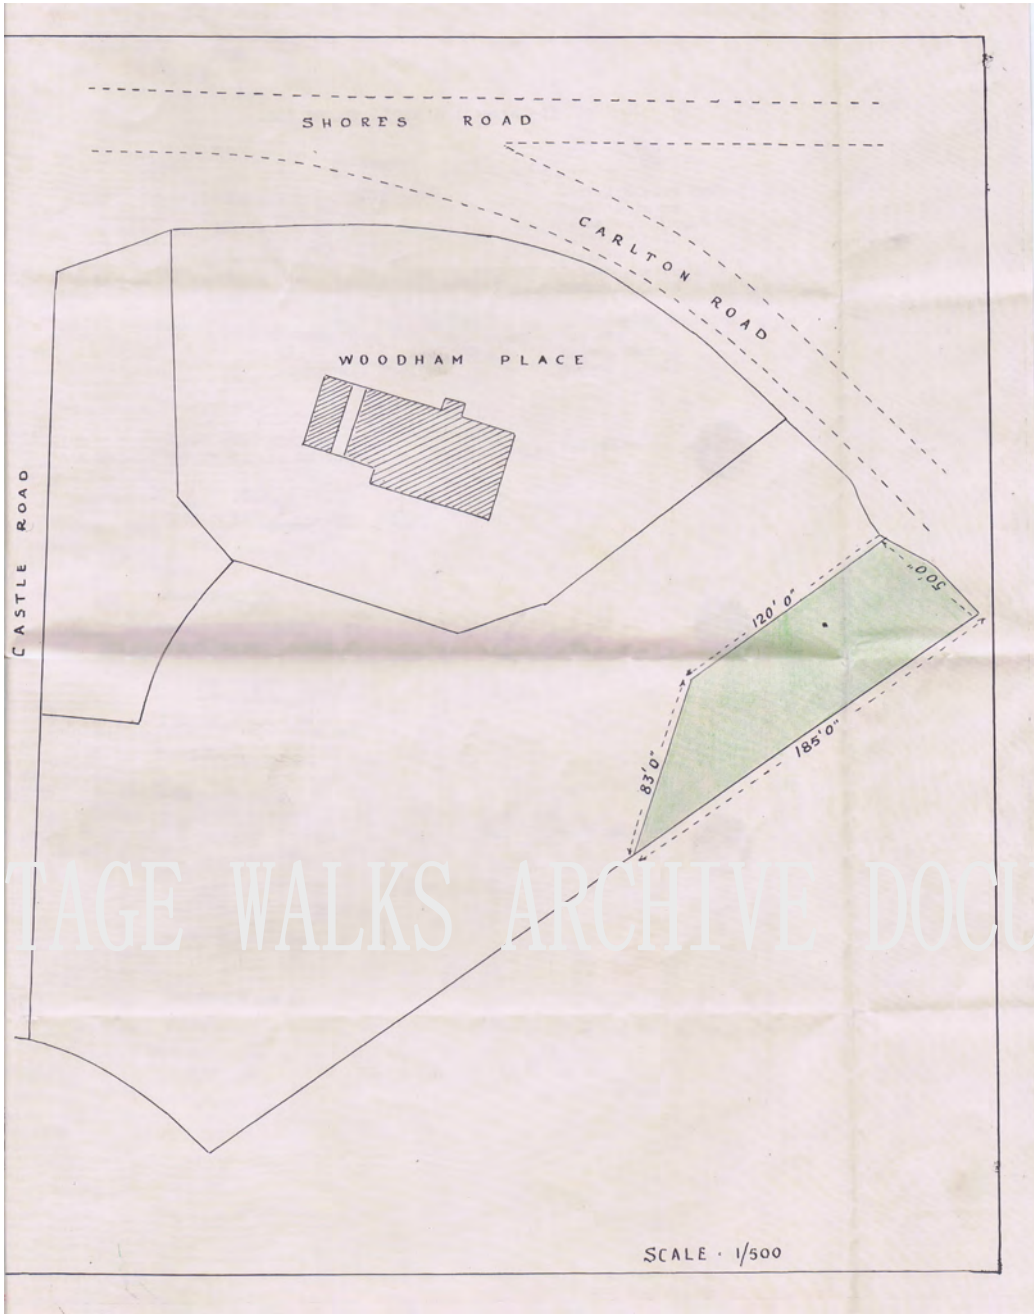 SHORES ROAD
CARLTON ROAD
WOODHAM PLACE
CASTLE ROAD
50'0"
120'0"
185'0"
83'0"
TAGE WALKS ARCHIVE DOCU
SCALE · 1/500